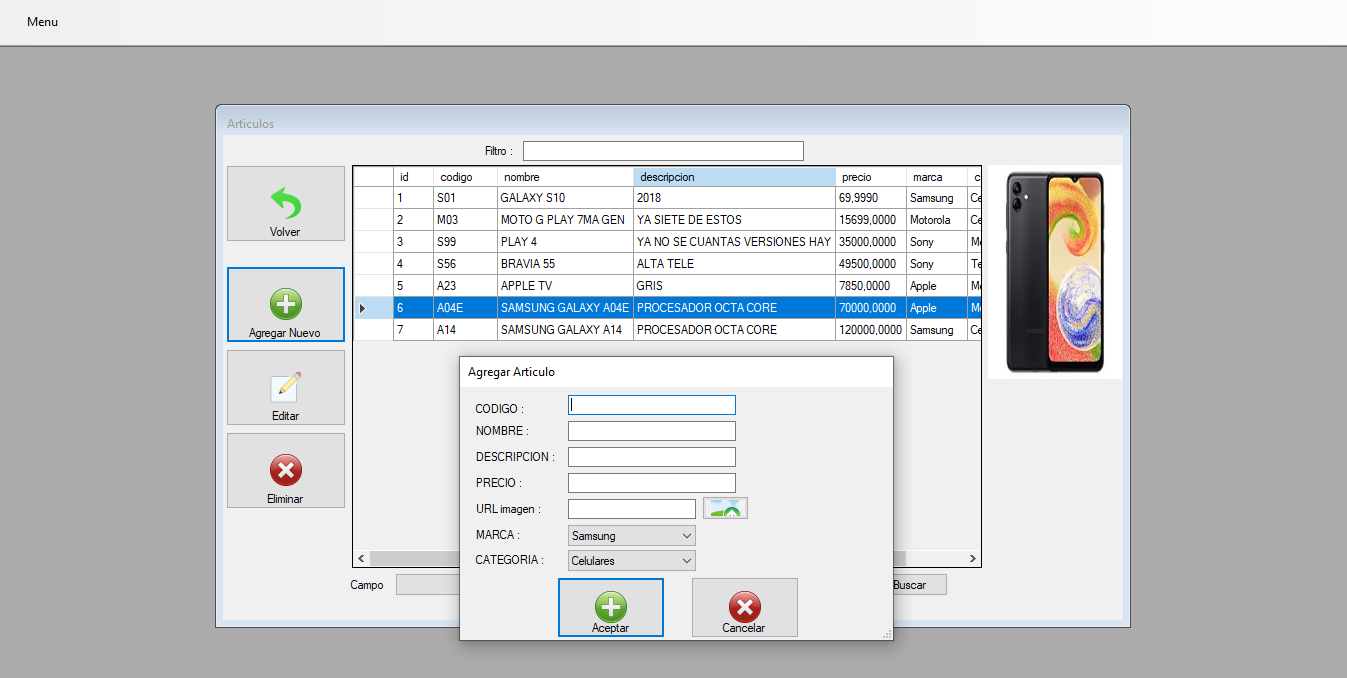 Menu
Articulos
Filtro :
Volver
Agregar Nuevo
Editar
Eliminar
id codigo nombre descripcion precio marca c
1 S01 GALAXY S10 2018 69,9990 Samsung Ce
2 M03 MOTO G PLAY 7MA GEN YA SIETE DE ESTOS 15699,0000 Motorola Ce
3 S99 PLAY 4 YA NO SE CUANTAS VERSIONES HAY 35000,0000 Sony Me
4 S56 BRAVIA 55 ALTA TELE 49500,0000 Sony Te
5 A23 APPLE TV GRIS 7850,0000 Apple Me
6 A04E SAMSUNG GALAXY A04E PROCESADOR OCTA CORE 70000,0000 Apple Me
7 A14 SAMSUNG GALAXY A14 PROCESADOR OCTA CORE 120000,0000 Samsung Ce
Campo
Buscar
Agregar Articulo
CODIGO :
NOMBRE :
DESCRIPCION :
PRECIO :
URL imagen :
MARCA : Samsung
CATEGORIA : Celulares
Aceptar
Cancelar